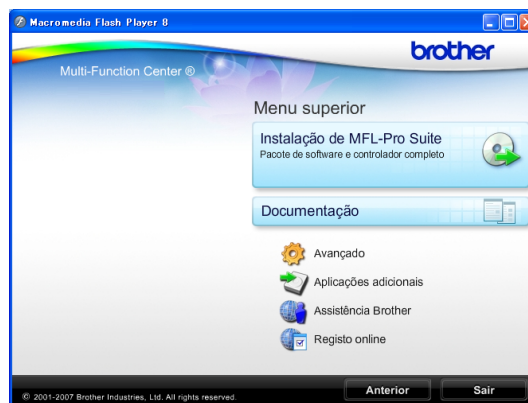 Macromedia Flash Player 8
brother
Multi-Function Center ®
Menu superior
Instalação de MFL-Pro Suite
Pacote de software e controlador completo
Documentação
Avançado
Aplicações adicionais
Assistência Brother
Registo online
© 2001-2007 Brother Industries, Ltd. All rights reserved.
Anterior
Sair